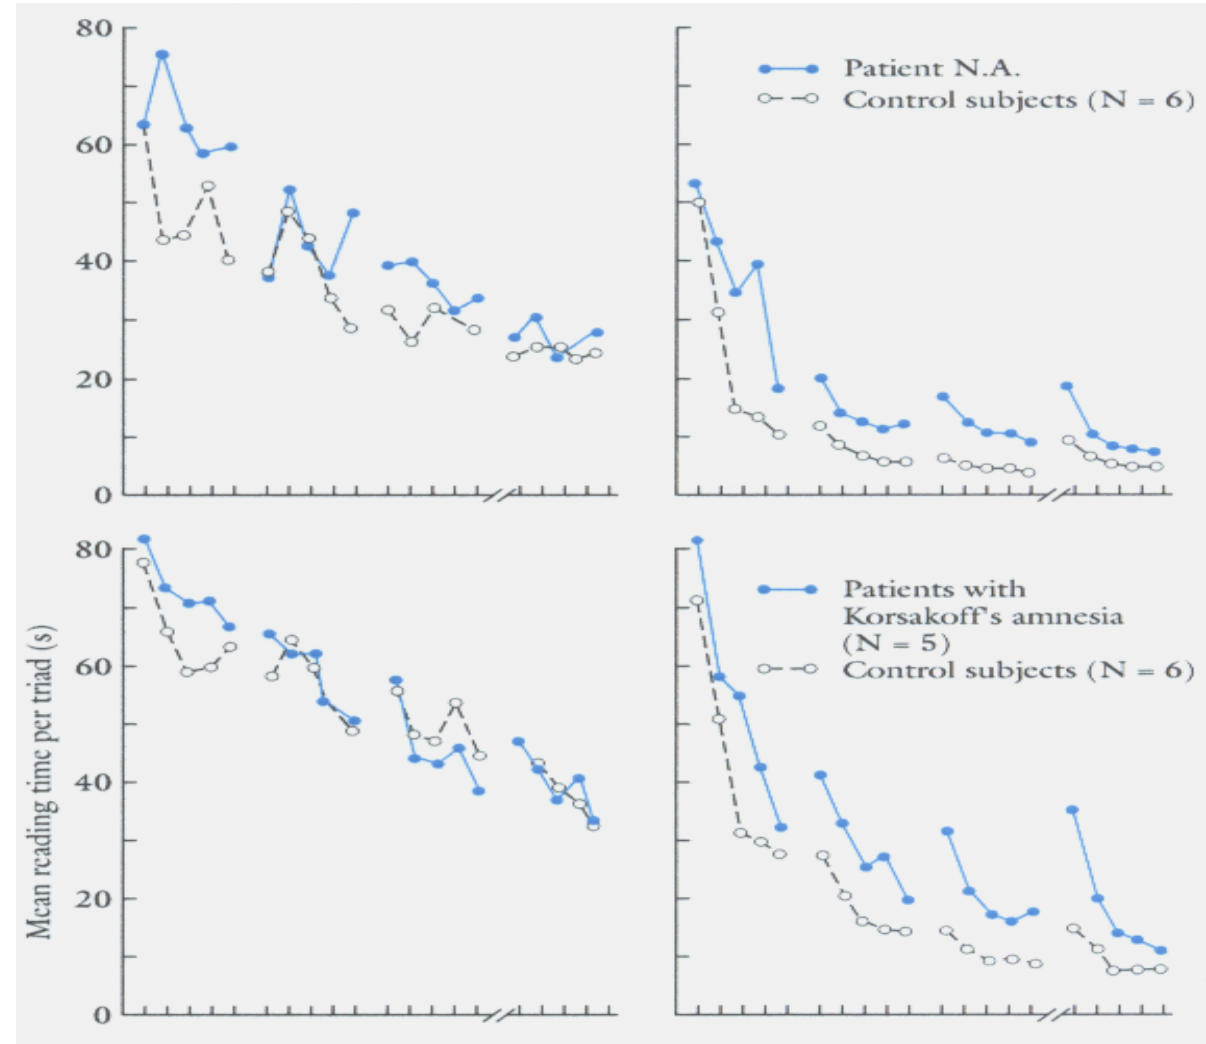 80
60
40
20
0
Patient N.A.
Control subjects (N = 6)
Mean reading time per triad (s)
80
60
40
20
0
Patients with
Korsakoff's amnesia
(N = 5)
Control subjects (N = 6)